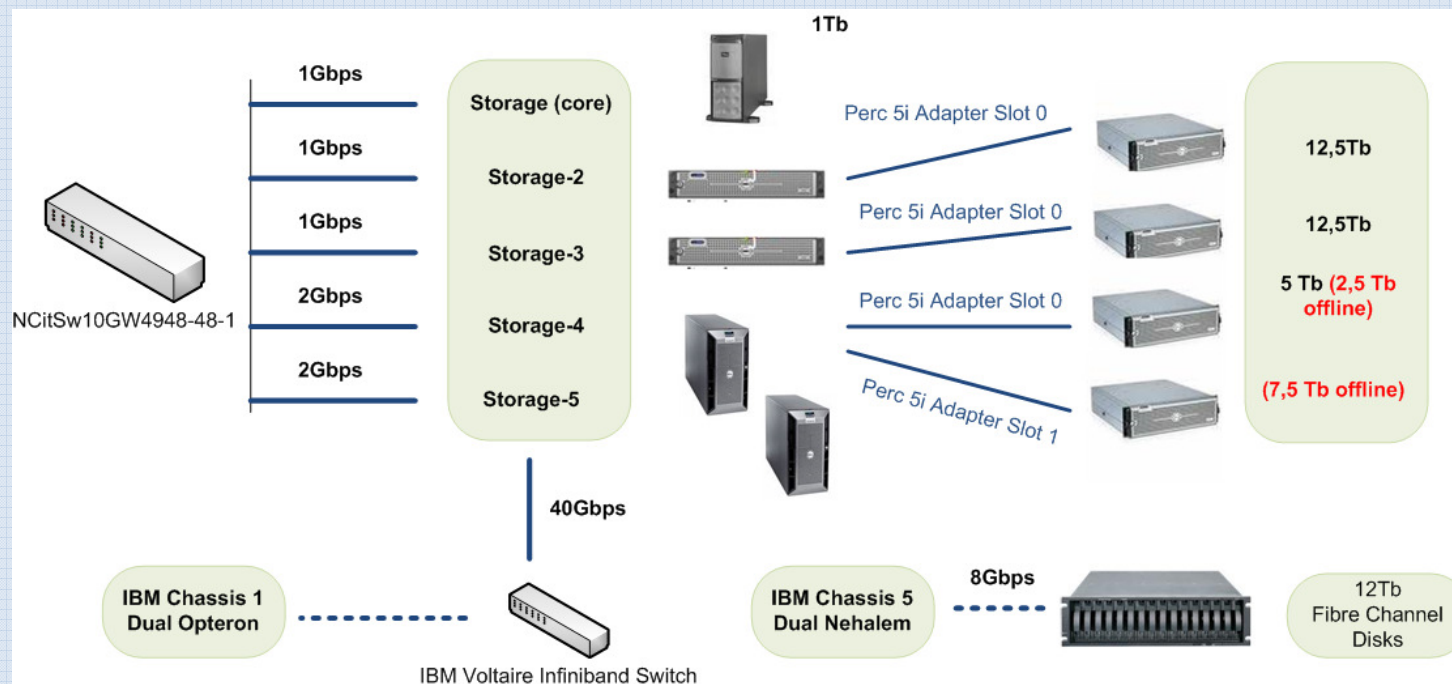 1Tb
1Gbps
Storage (core)
Perc 5i Adapter Slot 0
12,5Tb
1Gbps
Storage-2
Perc 5i Adapter Slot 0
12,5Tb
1Gbps
Storage-3
5 Tb (2,5 Tb
offline)
2Gbps
Storage-4
Perc 5i Adapter Slot 0
NCitSw10GW4948-48-1
2Gbps
Storage-5
Perc 5i Adapter Slot 1
(7,5 Tb offline)
40Gbps
IBM Chassis 1
Dual Opteron
IBM Voltaire Infiniband Switch
IBM Chassis 5
Dual Nehalem
8Gbps
12Tb
Fibre Channel
Disks